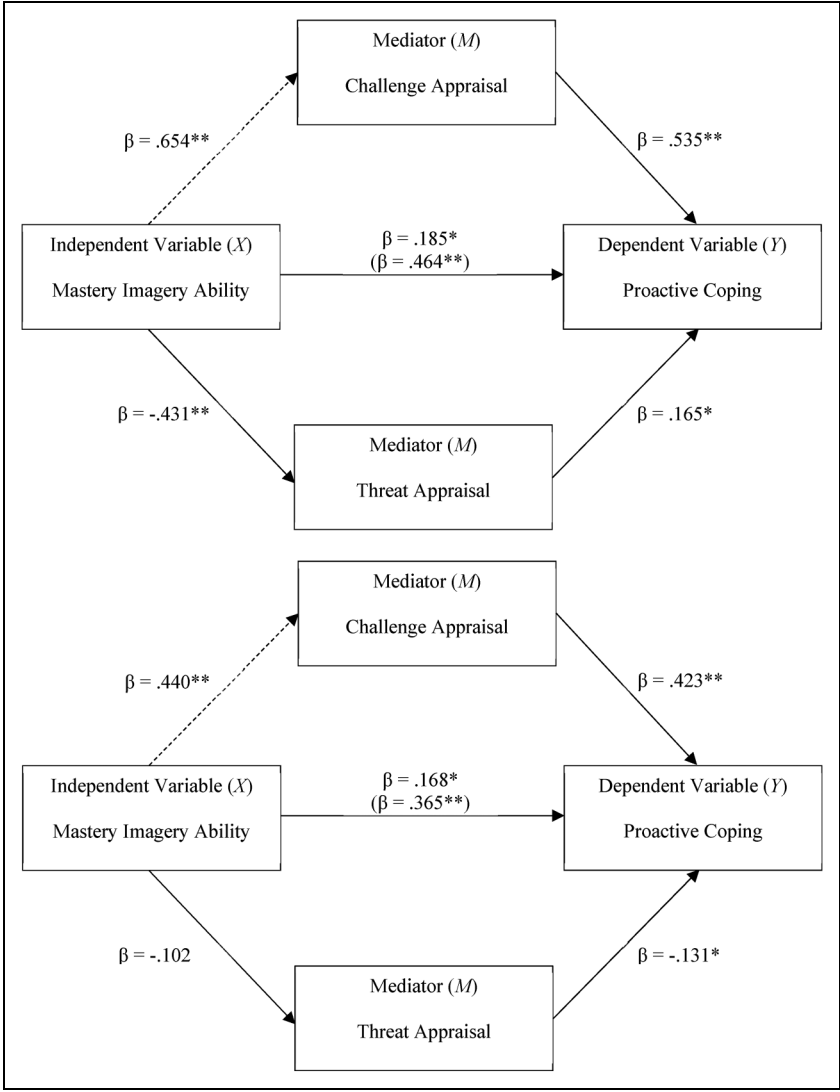 Mediator (M)
Challenge Appraisal
β = .654**
β = .535**
Independent Variable (X)
Mastery Imagery Ability
β = .185*
(β = .464**)
Dependent Variable (Y)
Proactive Coping
β = -.431**
β = .165*
Mediator (M)
Threat Appraisal
Mediator (M)
Challenge Appraisal
β = .440**
β = .423**
Independent Variable (X)
Mastery Imagery Ability
β = .168*
(β = .365**)
Dependent Variable (Y)
Proactive Coping
β = -.102
β = -.131*
Mediator (M)
Threat Appraisal